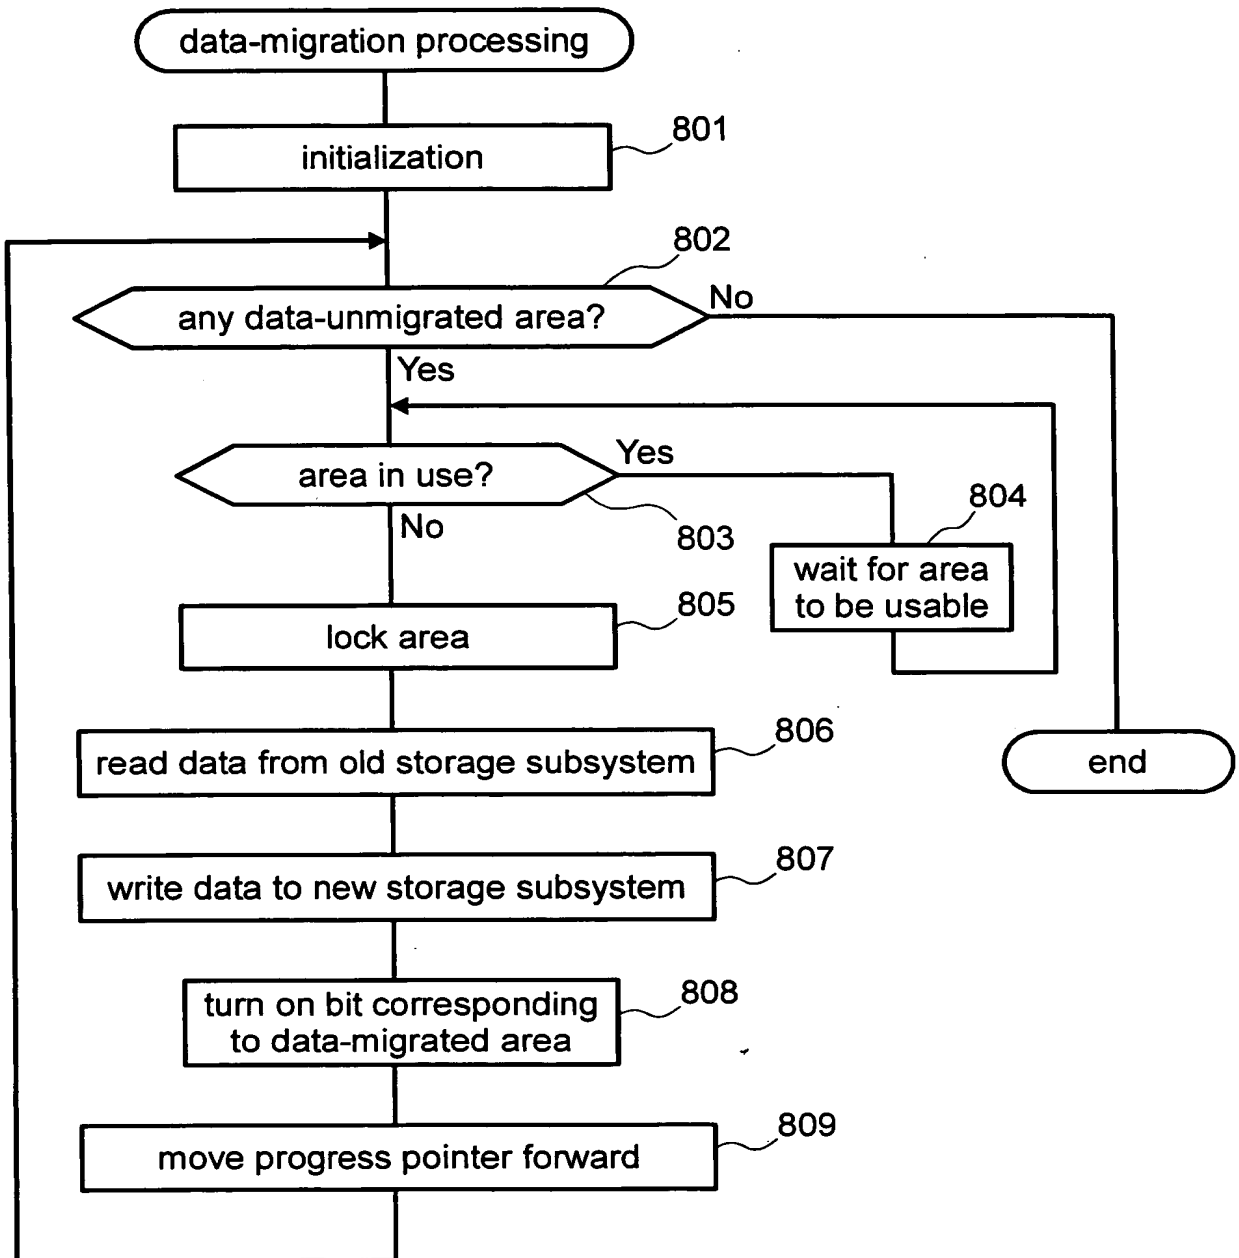 data-migration processing
801
initialization
802
any data-unmigrated area?
No
Yes
area in use?
Yes
803
No
804
wait for area
to be usable
805
lock area
806
read data from old storage subsystem
end
807
write data to new storage subsystem
808
turn on bit corresponding
to data-migrated area
809
move progress pointer forward